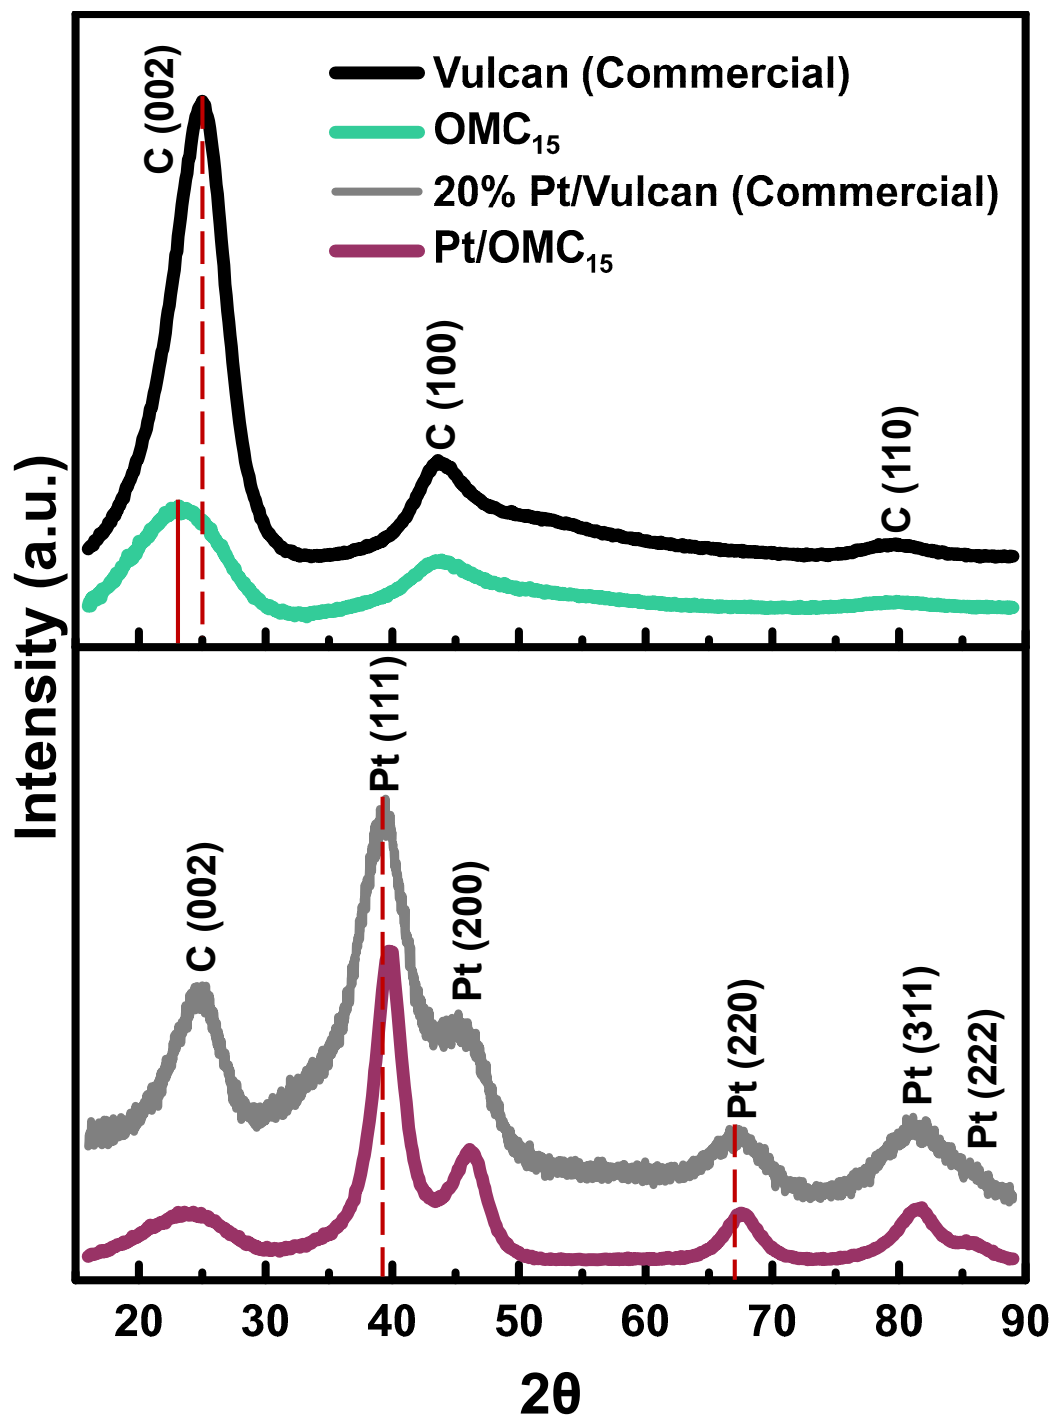 Vulcan (Commercial)
OMC₁₅
20% Pt/Vulcan (Commercial)
Pt/OMC₁₅
C (002)
C (100)
C (110)
Intensity (a.u.)
C (002)
Pt (111)
Pt (200)
Pt (220)
Pt (311)
Pt (222)
20 30 40 50 60 70 80 90
2θ